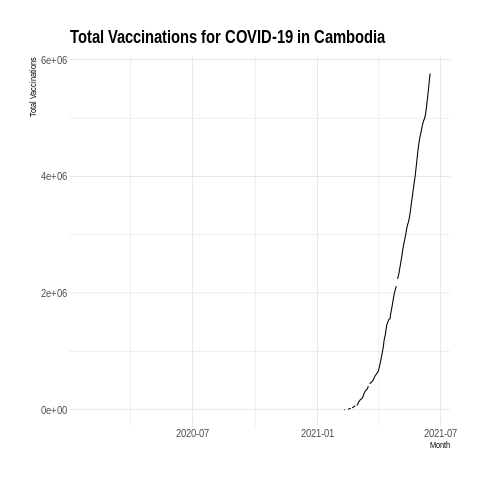 Total Vaccinations for COVID-19 in Cambodia
Total Vaccinations
6e+06
4e+06
2e+06
0e+00
2020-07
2021-01
2021-07
Month